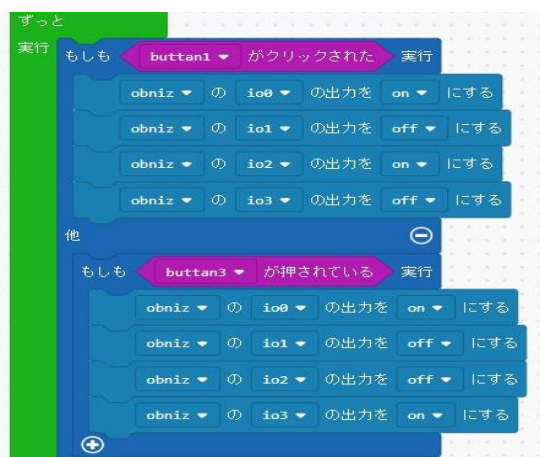 ずっと
実行 もしも buttan1 がクリックされた 実行
obniz の io0 の出力を on にする
obniz の io1 の出力を off にする
obniz の io2 の出力を on にする
obniz の io3 の出力を off にする
他
もしも buttan3 が押されている 実行
obniz の io0 の出力を on にする
obniz の io1 の出力を off にする
obniz の io2 の出力を off にする
obniz の io3 の出力を on にする